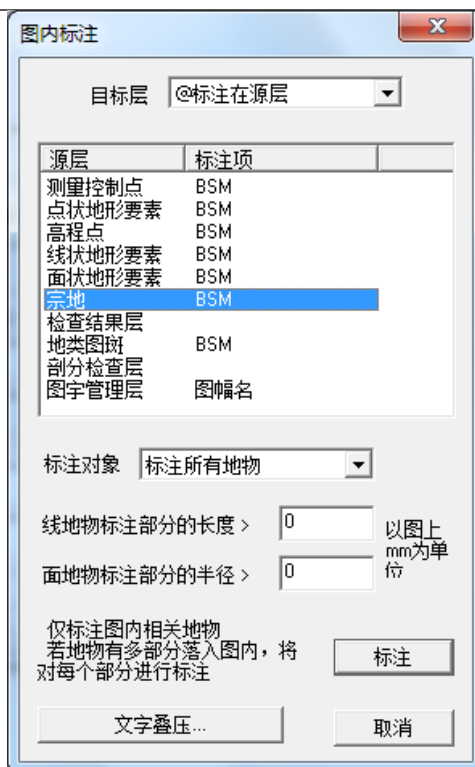 图内标注
目标层 @标注在源层
源层 标注项
测量控制点 BSM
点状地形要素 BSM
高程点 BSM
线状地形要素 BSM
面状地形要素 BSM
宗地 BSM
检查结果层
地类图斑 BSM
剖分检查层
图字管理层 图幅名
标注对象 标注所有地物
线地物标注部分的长度 > 0
面地物标注部分的半径 > 0
以图上
mm为单
位
仅标注图内相关地物
若地物有多部分落入图内，将
对每个部分进行标注
标注
文字叠压... 取消